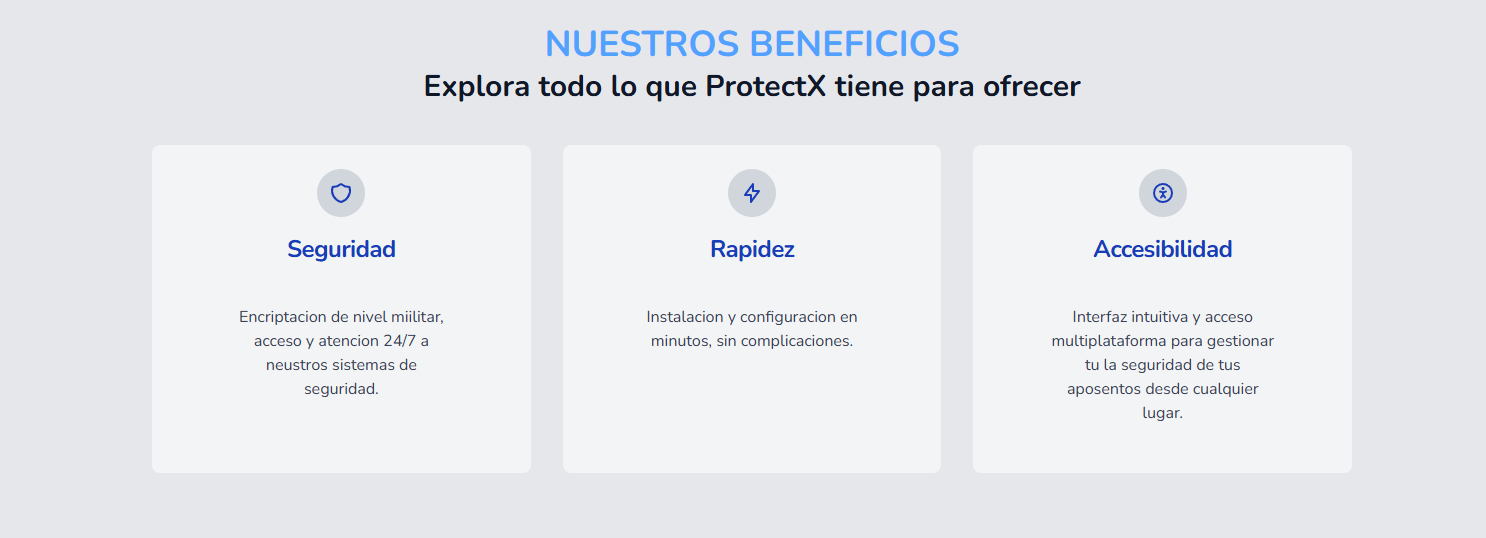 NUESTROS BENEFICIOS
Explora todo lo que ProtectX tiene para ofrecer
Seguridad
Encriptacion de nivel miilitar,
acceso y atencion 24/7 a
neustros sistemas de
seguridad.
Rapidez
Instalacion y configuracion en
minutos, sin complicaciones.
Accesibilidad
Interfaz intuitiva y acceso
multiplataforma para gestionar
tu la seguridad de tus
aposentos desde cualquier
lugar.